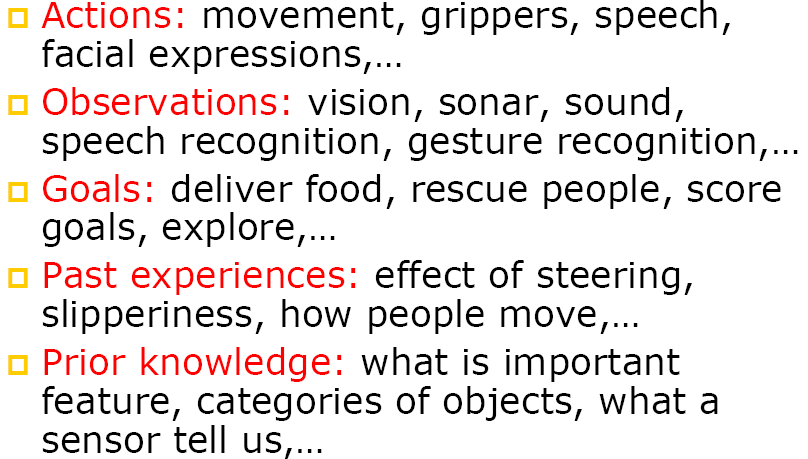 Actions: movement, grippers, speech,
facial expressions,…
Observations: vision, sonar, sound,
speech recognition, gesture recognition,…
Goals: deliver food, rescue people, score
goals, explore,…
Past experiences: effect of steering,
slipperiness, how people move,…
Prior knowledge: what is important
feature, categories of objects, what a
sensor tell us,…